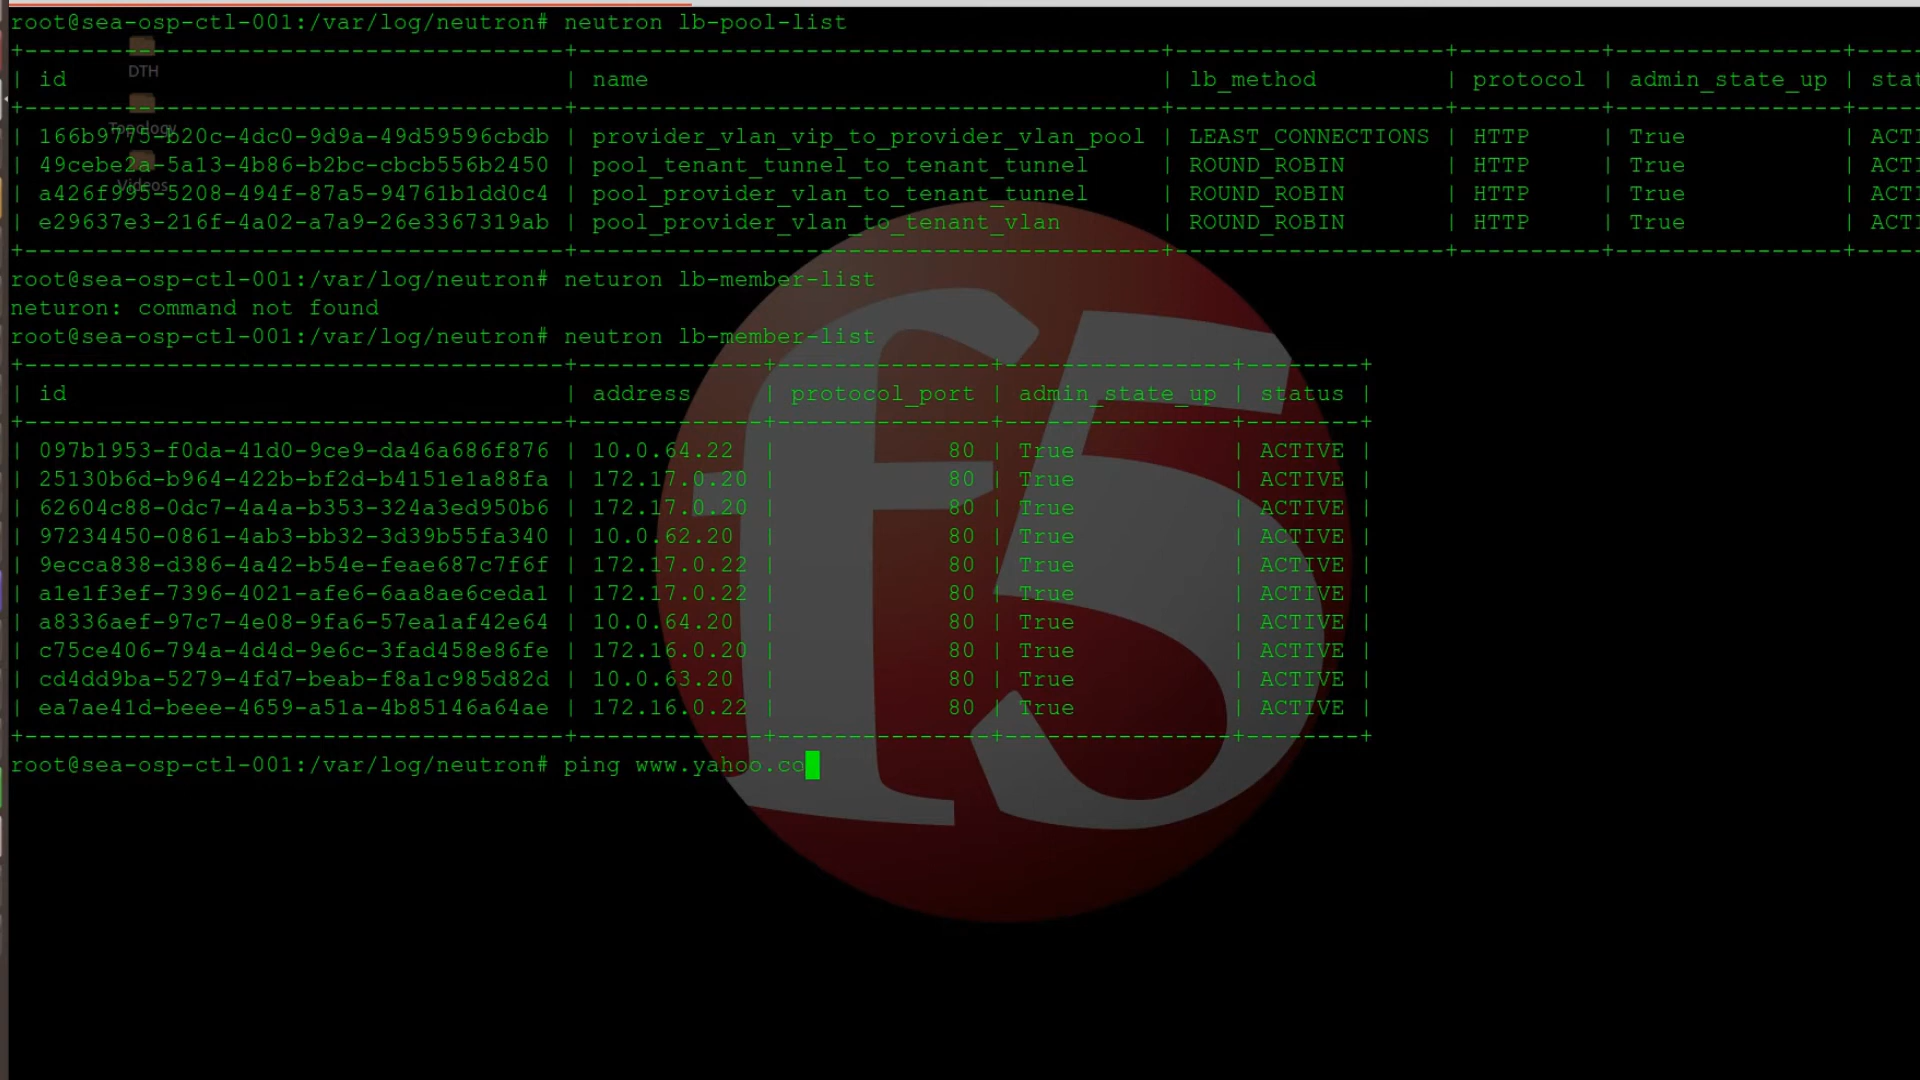 root@sea-osp-ctl-001:/var/log/neutron# neutron lb-pool-list
+---------------------------------------+-----------------------------------------+-------------------+----------+----------------+-----
| id | name | lb_method | protocol | admin_state_up | stat
+---------------------------------------+-----------------------------------------+-------------------+----------+----------------+-----
| 166b9775-b20c-4dc0-9d9a-49d59596cbdb | provider_vlan_vip_to_provider_vlan_pool | LEAST_CONNECTIONS | HTTP | True | ACTI
| 49cebe2a-5a13-4b86-b2bc-cbcb556b2450 | pool_tenant_tunnel_to_tenant_tunnel | ROUND_ROBIN | HTTP | True | ACTI
| a426f995-5208-494f-87a5-94761b1dd0c4 | pool_provider_vlan_to_tenant_tunnel | ROUND_ROBIN | HTTP | True | ACTI
| e29637e3-216f-4a02-a7a9-26e3367319ab | pool_provider_vlan_to_tenant_vlan | ROUND_ROBIN | HTTP | True | ACTI
+---------------------------------------+-----------------------------------------+-------------------+----------+----------------+-----
root@sea-osp-ctl-001:/var/log/neutron# neturon lb-member-list
neturon: command not found
root@sea-osp-ctl-001:/var/log/neutron# neutron lb-member-list
+--------------------------------------+-------------+---------------+----------------+--------+
| id | address | protocol_port | admin_state_up | status |
+--------------------------------------+-------------+---------------+----------------+--------+
| 097b1953-f0da-41d0-9ce9-da46a686f876 | 10.0.64.22 | 80 | True | ACTIVE |
| 25130b6d-b964-422b-bf2d-b4151e1a88fa | 172.17.0.20 | 80 | True | ACTIVE |
| 62604c88-0dc7-4a4a-b353-324a3ed950b6 | 172.17.0.20 | 80 | True | ACTIVE |
| 97234450-0861-4ab3-bb32-3d39b55fa340 | 10.0.62.20 | 80 | True | ACTIVE |
| 9ecca838-d386-4a42-b54e-feae687c7f6f | 172.17.0.22 | 80 | True | ACTIVE |
| a1e1f3ef-7396-4021-afe6-6aa8ae6ceda1 | 172.17.0.22 | 80 | True | ACTIVE |
| a8336aef-97c7-4e08-9fa6-57ea1af42e64 | 10.0.64.20 | 80 | True | ACTIVE |
| c75ce406-794a-4d4d-9e6c-3fad458e86fe | 172.16.0.20 | 80 | True | ACTIVE |
| cd4dd9ba-5279-4fd7-beab-f8a1c985d82d | 10.0.63.20 | 80 | True | ACTIVE |
| ea7ae41d-beee-4659-a51a-4b85146a64ae | 172.16.0.22 | 80 | True | ACTIVE |
+--------------------------------------+-------------+---------------+----------------+--------+
root@sea-osp-ctl-001:/var/log/neutron# ping www.yahoo.co
DTH
Topology
Videos
f5